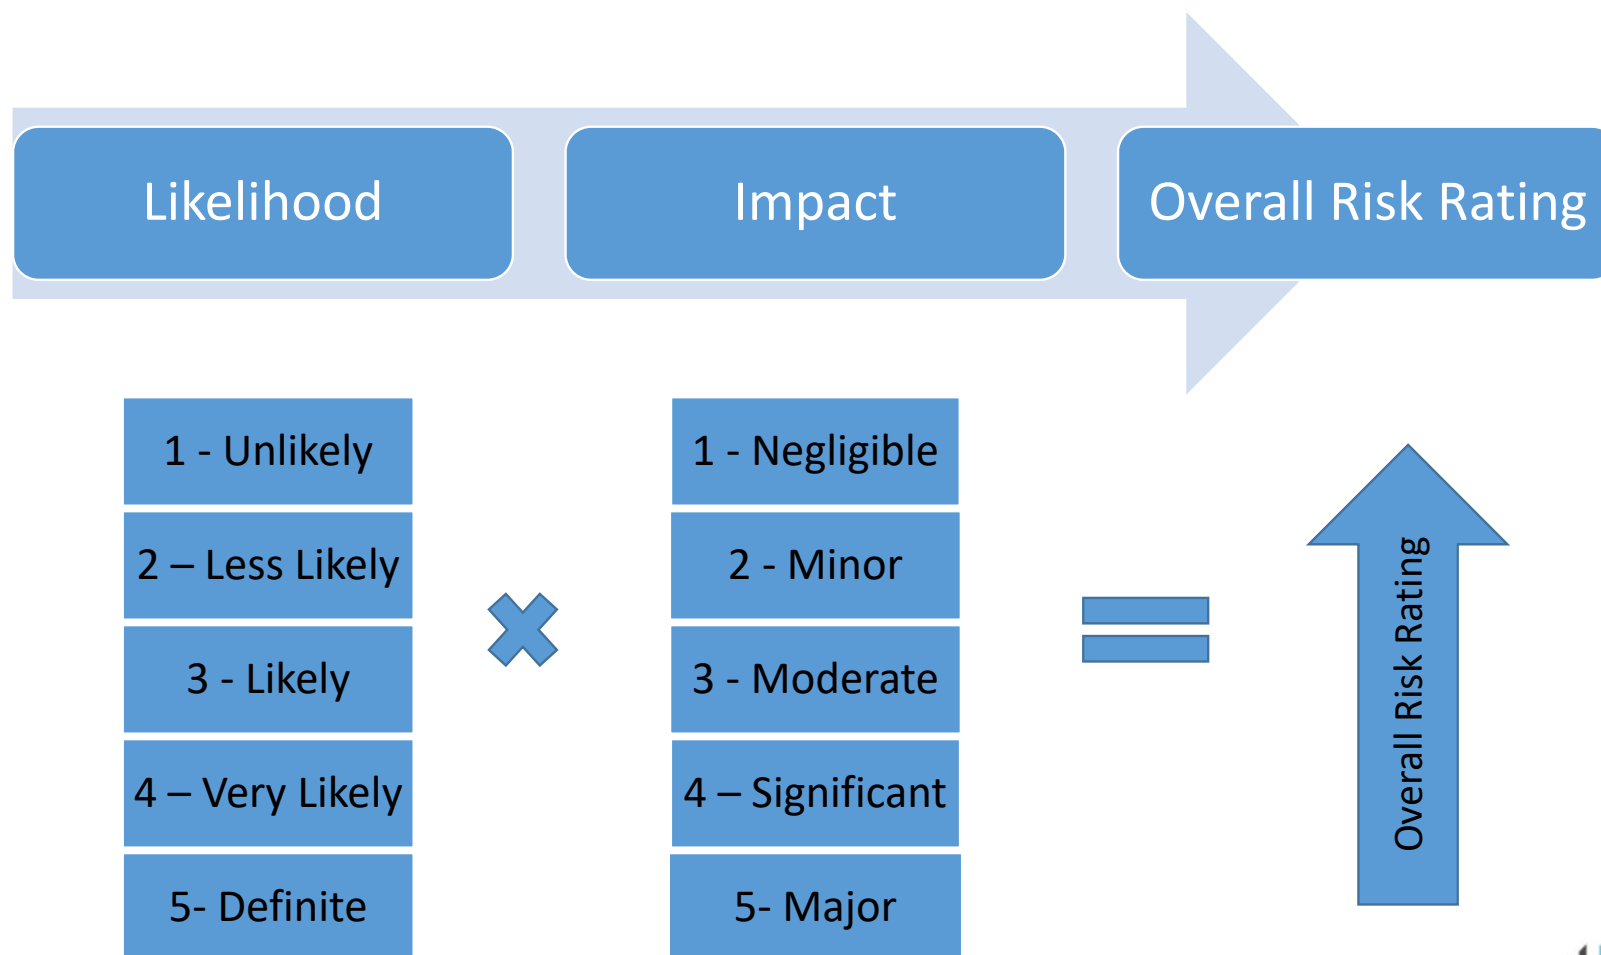 Likelihood
Impact
Overall Risk Rating
1 - Unlikely
2 – Less Likely
3 - Likely
4 – Very Likely
5- Definite
1 - Negligible
2 - Minor
3 - Moderate
4 – Significant
5- Major
Overall Risk Rating